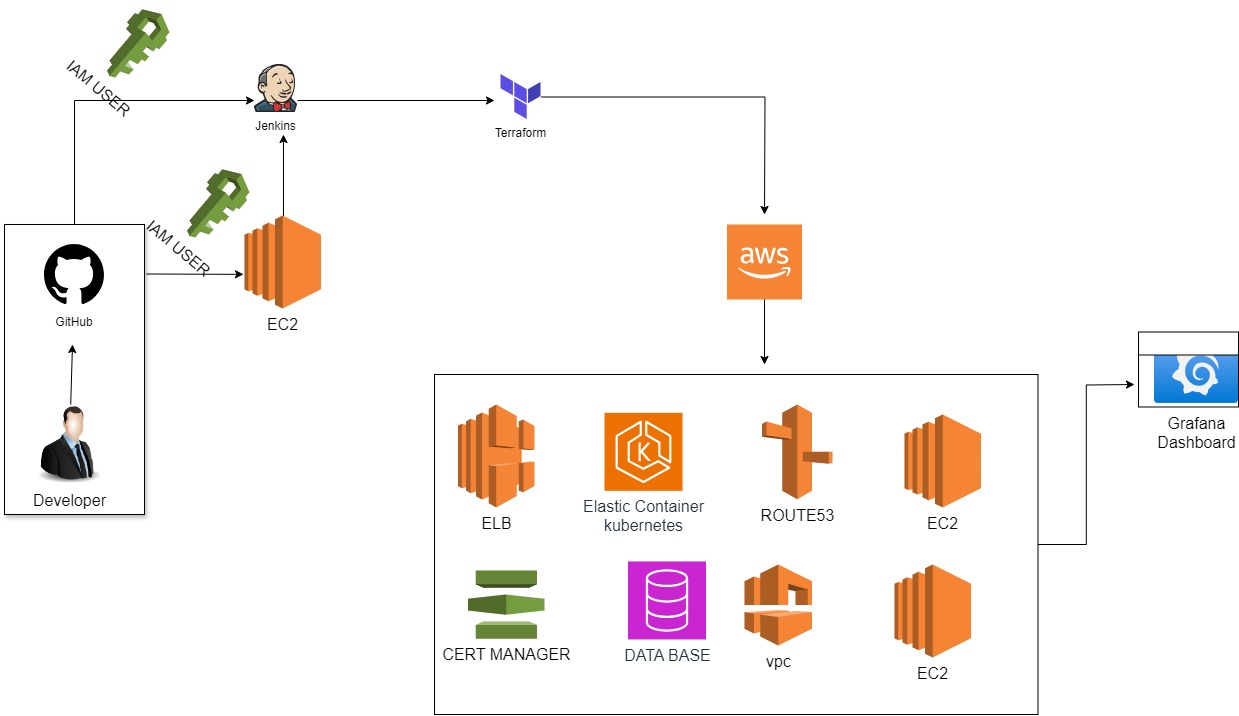 IAM USER
Jenkins
Terraform
IAM USER
GitHub
EC2
aws
Developer
Grafana
Dashboard
K
ELB
Elastic Container
kubernetes
ROUTE53
EC2
CERT MANAGER
DATA BASE
vpc
EC2